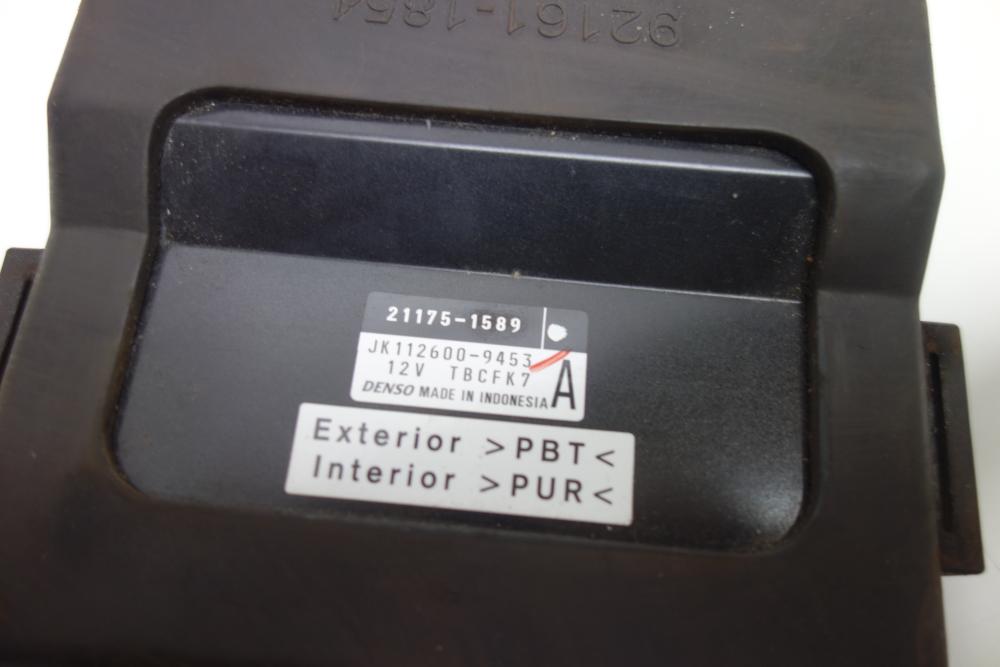 92161-1854
21175-1589
JK112600-9453
12V TBCFK7
A
DENSO MADE IN INDONESIA
Exterior >PBT<
Interior >PUR<